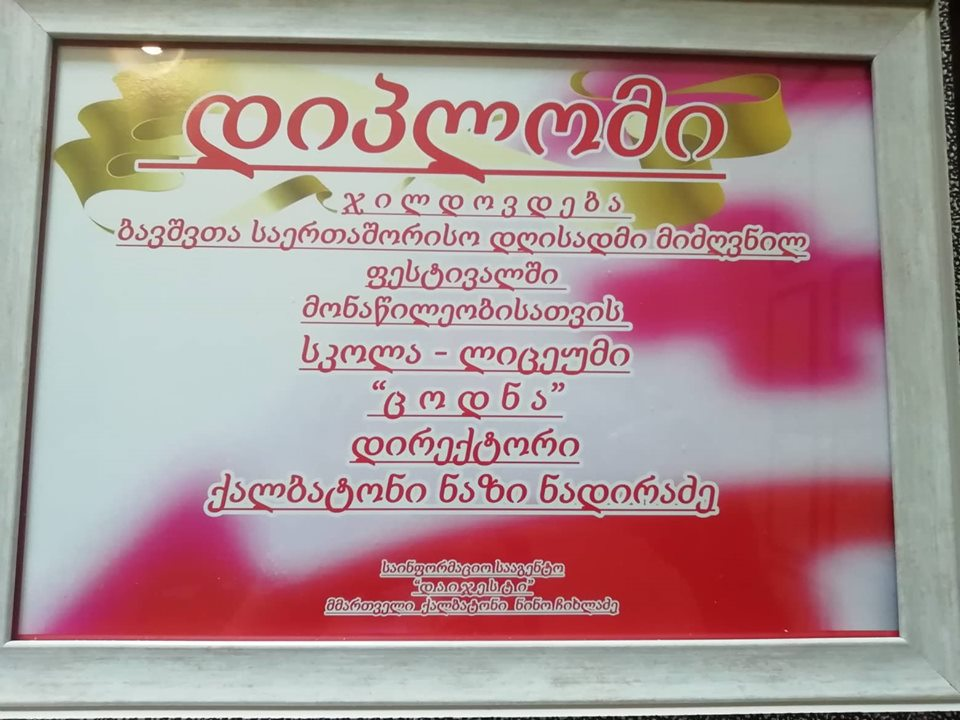 დიპლომი
ჯილდოვდება
ბავშვთა საერთაშორისო დღისადმი მიძღვნილ
ფესტივალში
მონაწილეობისათვის
სკოლა - ლიცეუმი
“ცოდნა”
დირექტორი
ქალბატონი ნაზი ნადირაძე
საინფორმაციო სააგენტო
“დაიჯესტი”
მმართველი ქალბატონი ნინო ჩიხლაძე